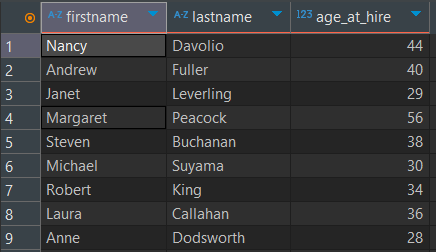 A-Z firstname A-Z lastname 123 age_at_hire
1 Nancy Davolio 44
2 Andrew Fuller 40
3 Janet Leverling 29
4 Margaret Peacock 56
5 Steven Buchanan 38
6 Michael Suyama 30
7 Robert King 34
8 Laura Callahan 36
9 Anne Dodsworth 28